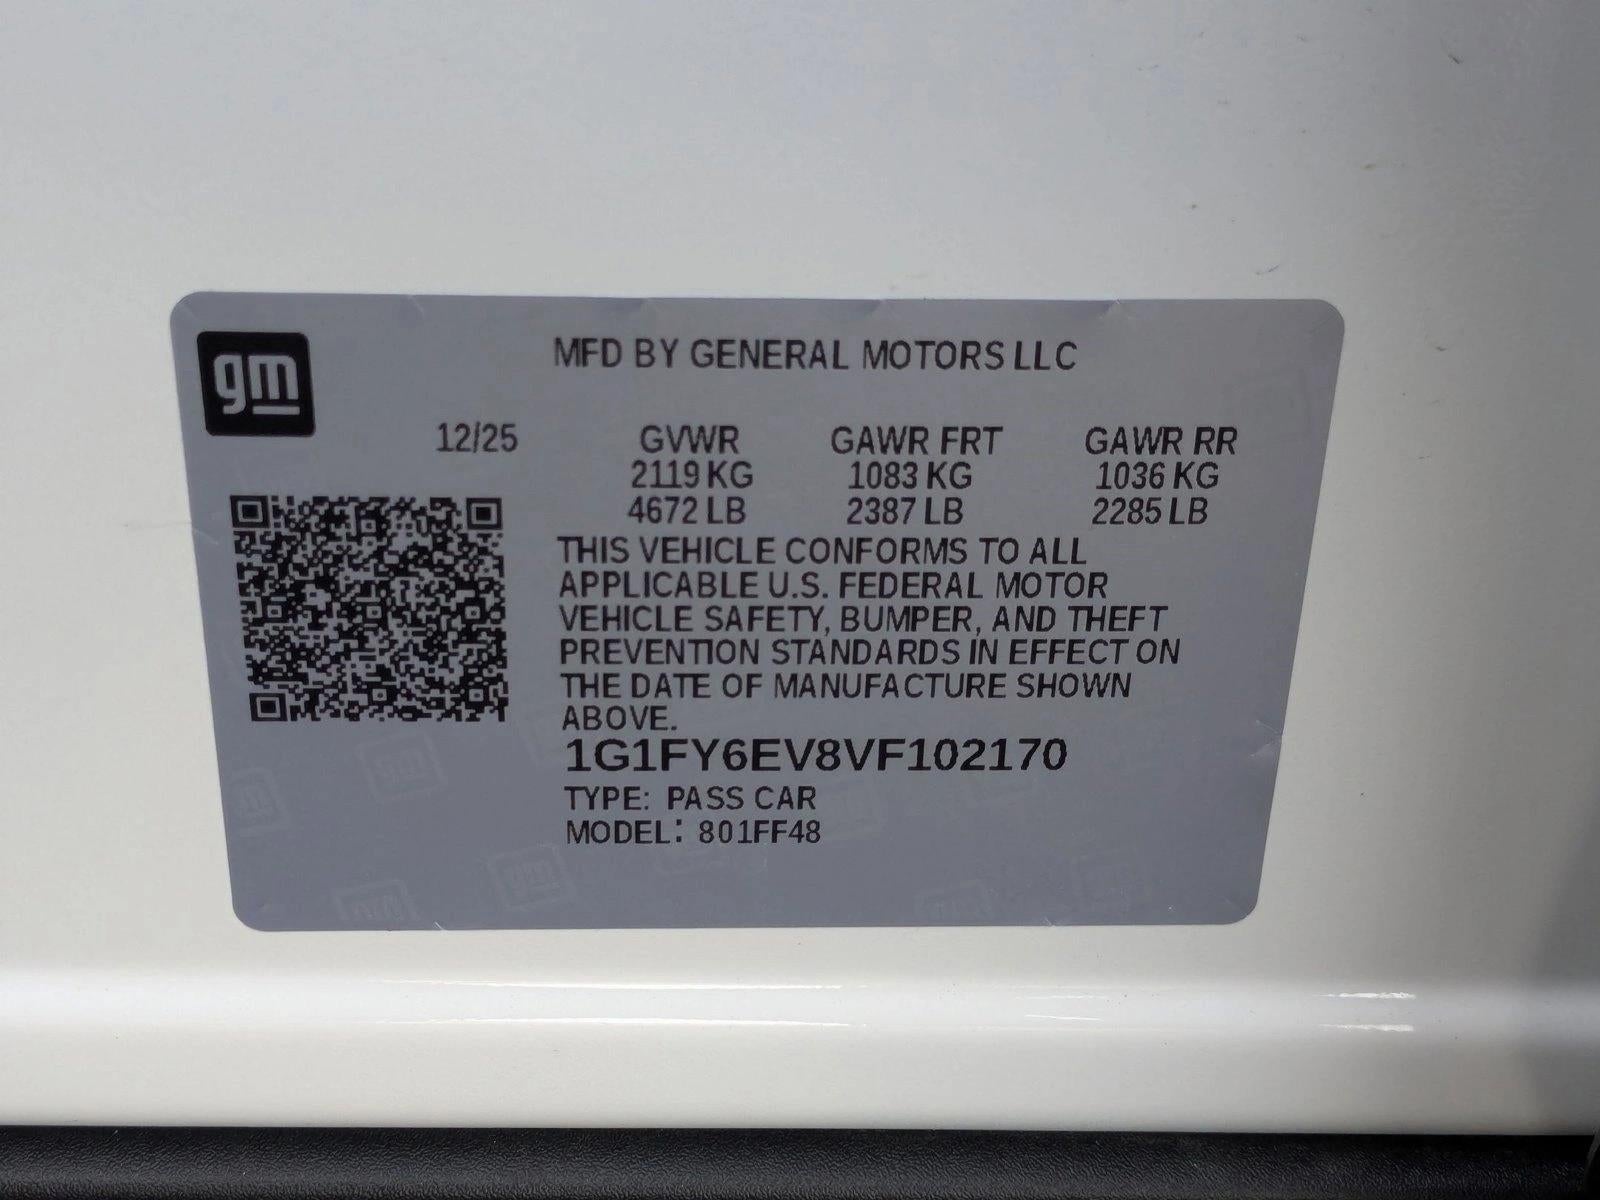 gm
MFD BY GENERAL MOTORS LLC
12/25 GVWR GAWR FRT GAWR RR
2119 KG 1083 KG 1036 KG
4672 LB 2387 LB 2285 LB
THIS VEHICLE CONFORMS TO ALL
APPLICABLE U.S. FEDERAL MOTOR
VEHICLE SAFETY, BUMPER, AND THEFT
PREVENTION STANDARDS IN EFFECT ON
THE DATE OF MANUFACTURE SHOWN
ABOVE.
1G1FY6EV8VF102170
TYPE: PASS CAR
MODEL: 801FF48